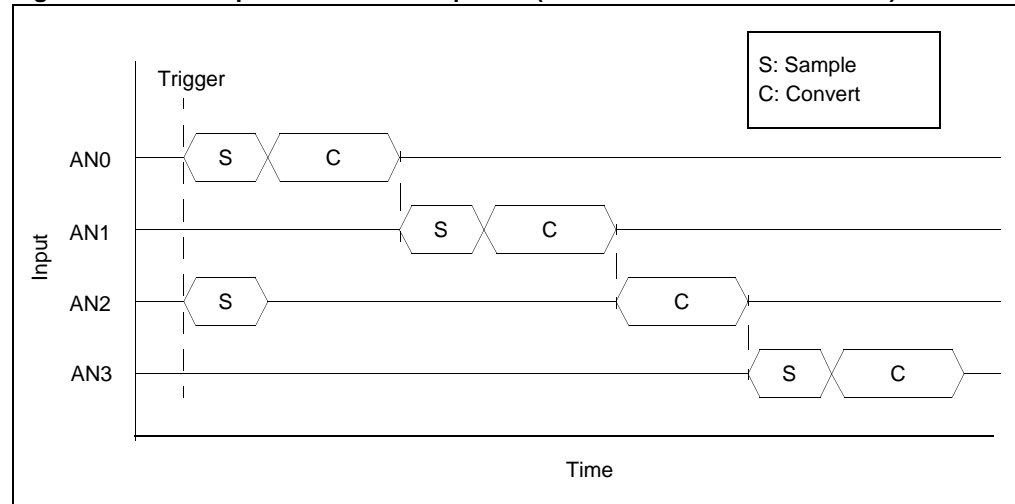 S: Sample
C: Convert
Trigger
AN0 S C
AN1 S C
AN2 S C
AN3 S C
Input
Time